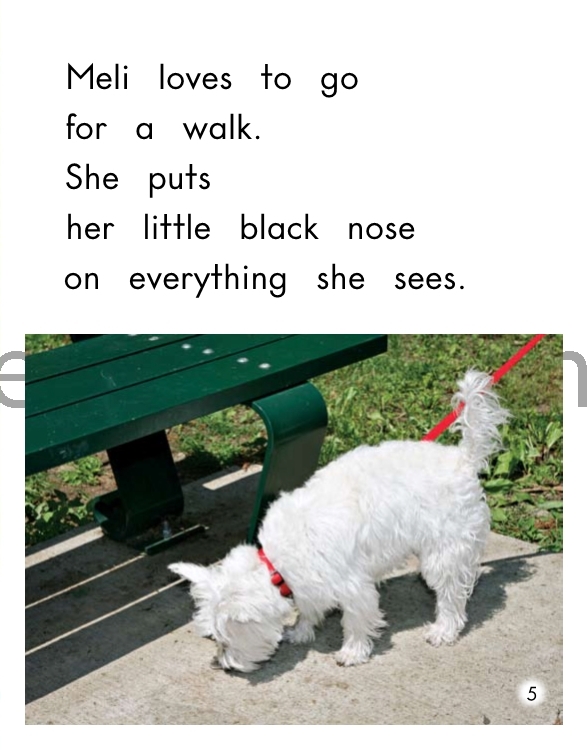 Meli loves to go
for a walk.
She puts
her little black nose
on everything she sees.
5